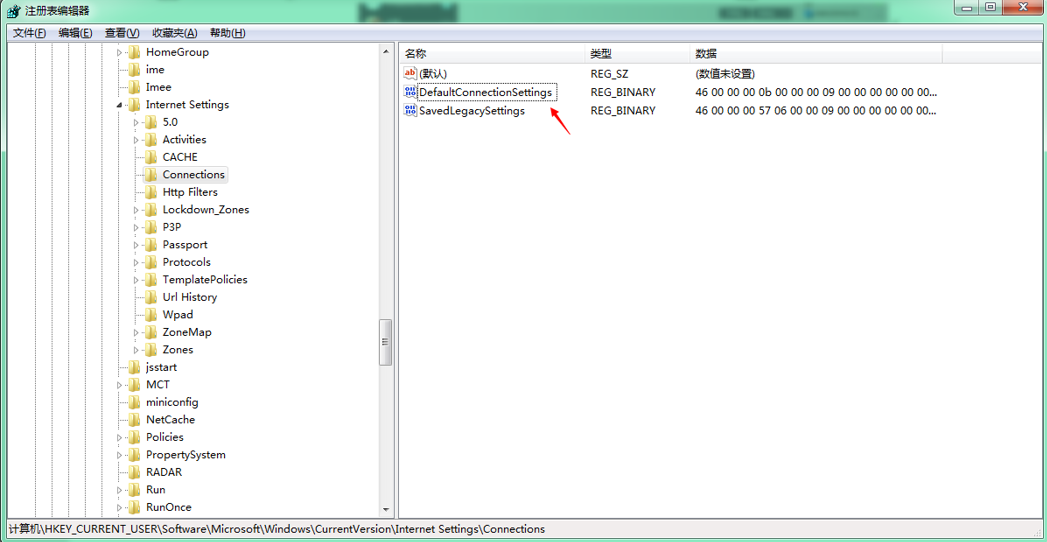 注册表编辑器
文件(F) 编辑(E) 查看(V) 收藏夹(A) 帮助(H)
HomeGroup
ime
Imee
Internet Settings
5.0
Activities
CACHE
Connections
Http Filters
Lockdown_Zones
P3P
Passport
Protocols
TemplatePolicies
Url History
Wpad
ZoneMap
Zones
jsstart
MCT
miniconfig
NetCache
Policies
PropertySystem
RADAR
Run
RunOnce
名称 类型 数据
ab (默认) REG_SZ (数值未设置)
DefaultConnectionSettings REG_BINARY 46 00 00 00 0b 00 00 00 09 00 00 00 00 00 00...
SavedLegacySettings REG_BINARY 46 00 00 00 57 06 00 00 09 00 00 00 00 00 00...
计算机\HKEY_CURRENT_USER\Software\Microsoft\Windows\CurrentVersion\Internet Settings\Connections